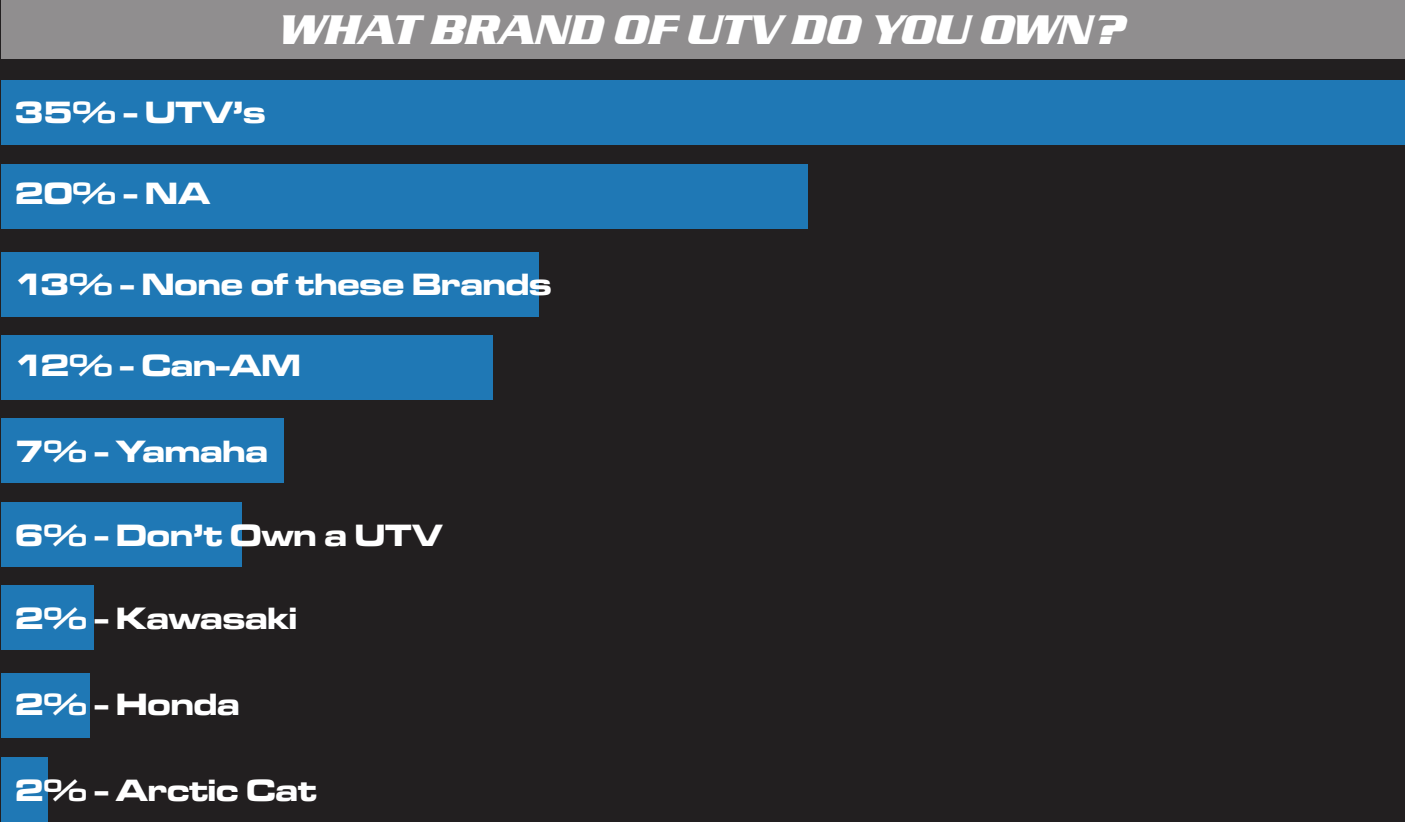 WHAT BRAND OF UTV DO YOU OWN?
35% - UTV's
20% - NA
13% - None of these Brands
12% - Can-AM
7% - Yamaha
6% - Don't Own a UTV
2% - Kawasaki
2% - Honda
2% - Arctic Cat